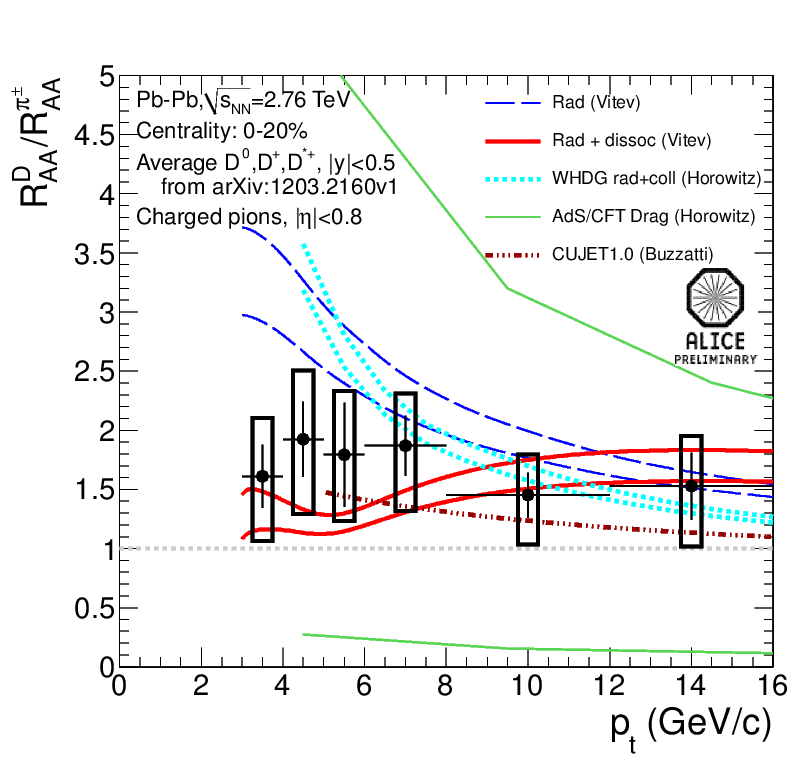 R_AA^D/R_AA^π±
5
4.5
4
3.5
3
2.5
2
1.5
1
0.5
0
Pb-Pb,√s_NN=2.76 TeV
Centrality: 0-20%
Average D^0,D^+,D^*+, |y|<0.5
from arXiv:1203.2160v1
Charged pions, |η|<0.8
Rad (Vitev)
Rad + dissoc (Vitev)
WHDG rad+coll (Horowitz)
AdS/CFT Drag (Horowitz)
CUJET1.0 (Buzzatti)
ALICE
PRELIMINARY
0 2 4 6 8 10 12 14 16
p_t (GeV/c)